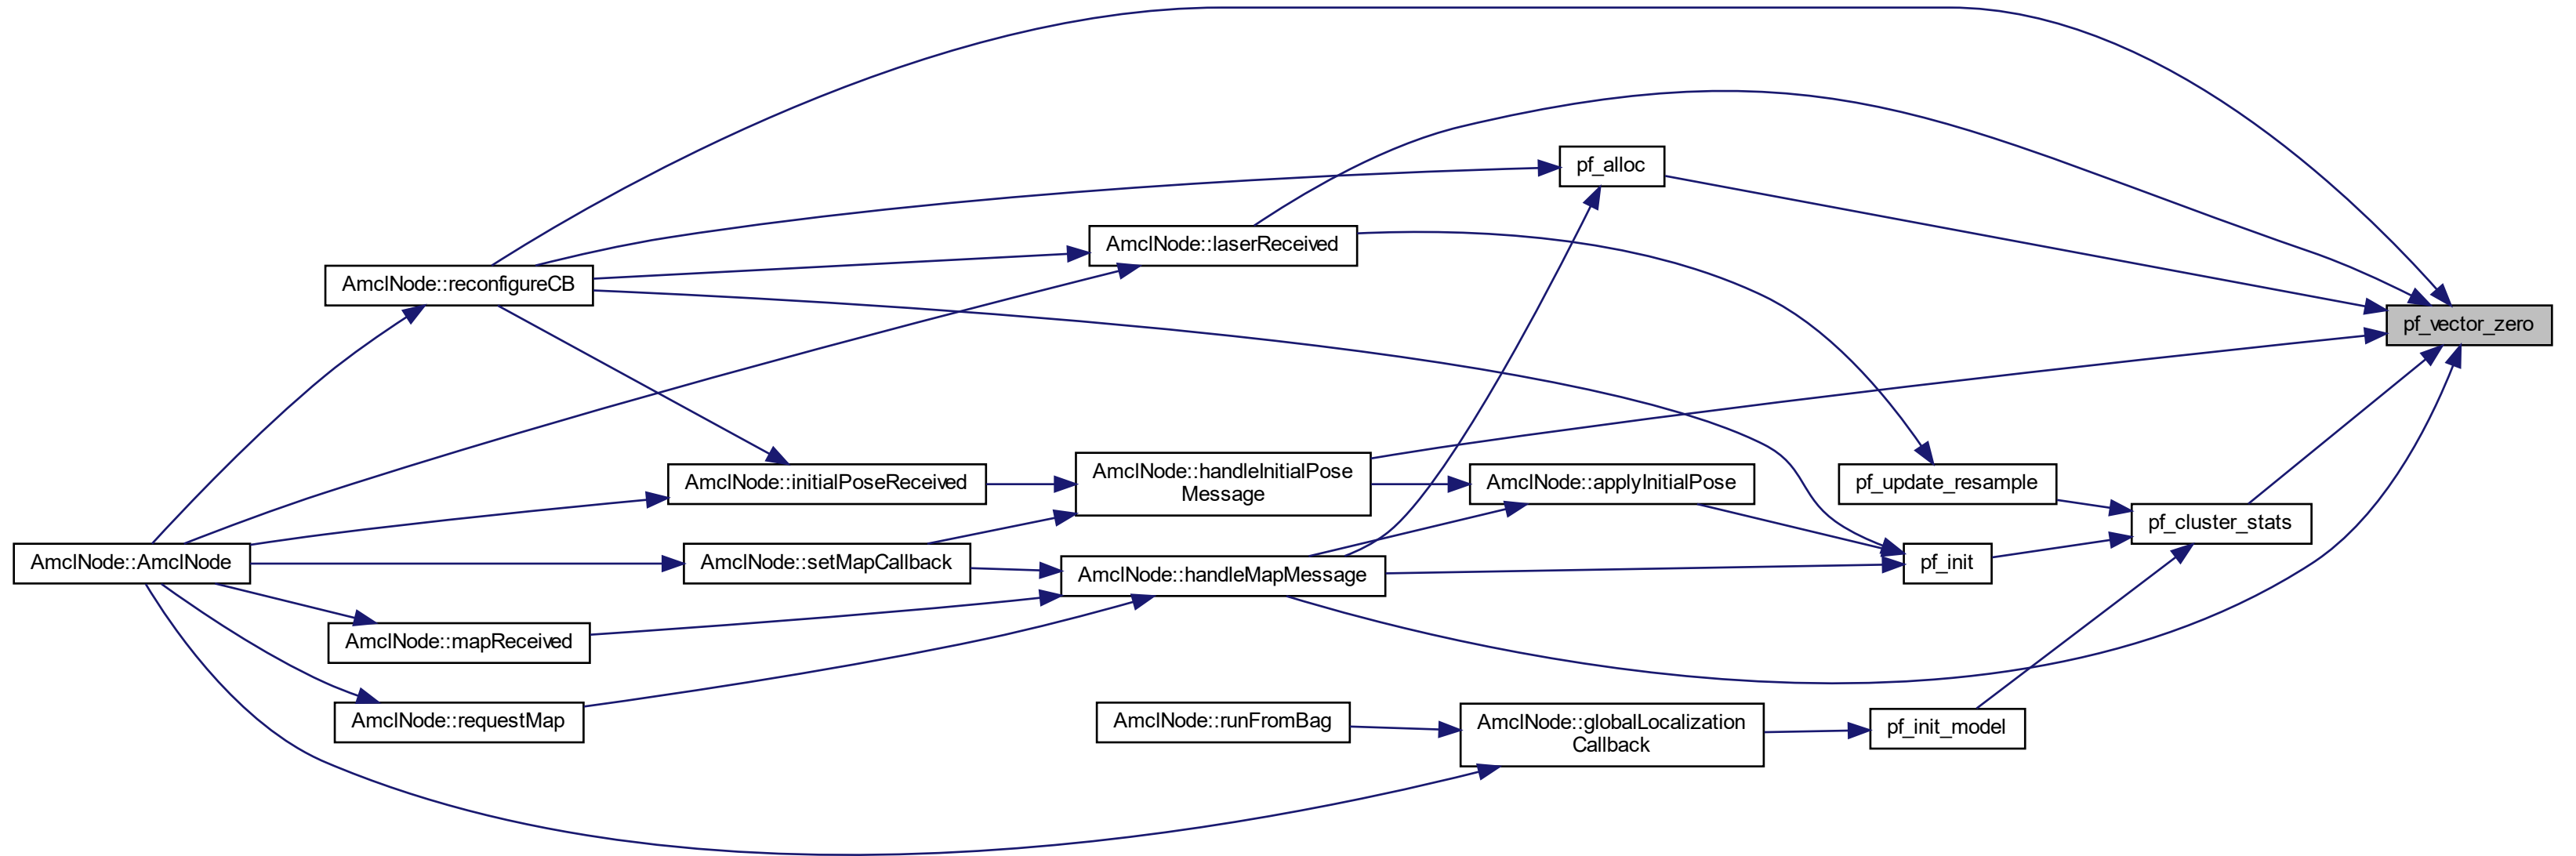 pf_alloc
AmclNode::laserReceived
AmclNode::reconfigureCB
pf_vector_zero
AmclNode::initialPoseReceived
AmclNode::handleInitialPose
Message
AmclNode::applyInitialPose
pf_update_resample
pf_cluster_stats
AmclNode::AmclNode
AmclNode::setMapCallback
AmclNode::handleMapMessage
pf_init
AmclNode::mapReceived
AmclNode::requestMap
AmclNode::runFromBag
AmclNode::globalLocalization
Callback
pf_init_model